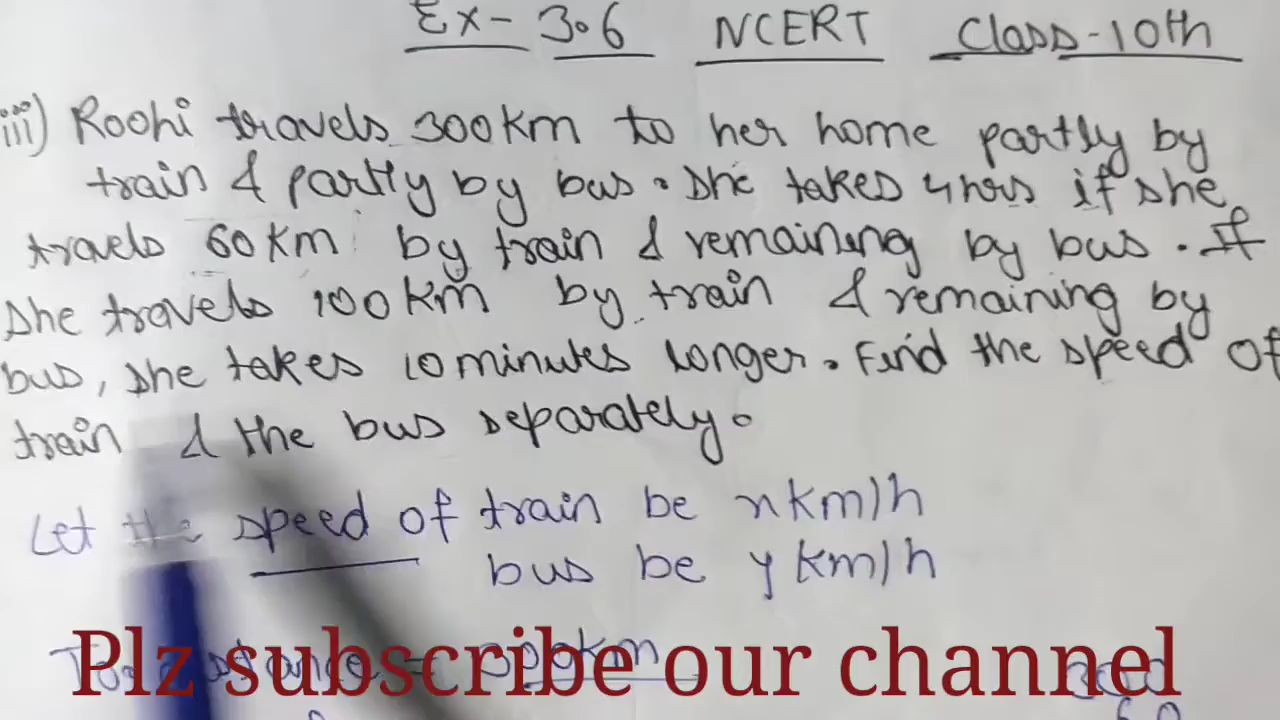 Ex- 3.6 NCERT Class-10th
iii) Roohi travels 300km to her home partly by
train & partly by bus. She takes 4hrs if she
travels 60km by train & remaining by bus. If
She travels 100km by train & remaining by
bus, she takes 10 minutes longer. Find the speed of
train & the bus separately.
Let the speed of train be x km/h
bus be y km/h
Plz subscribe our channel